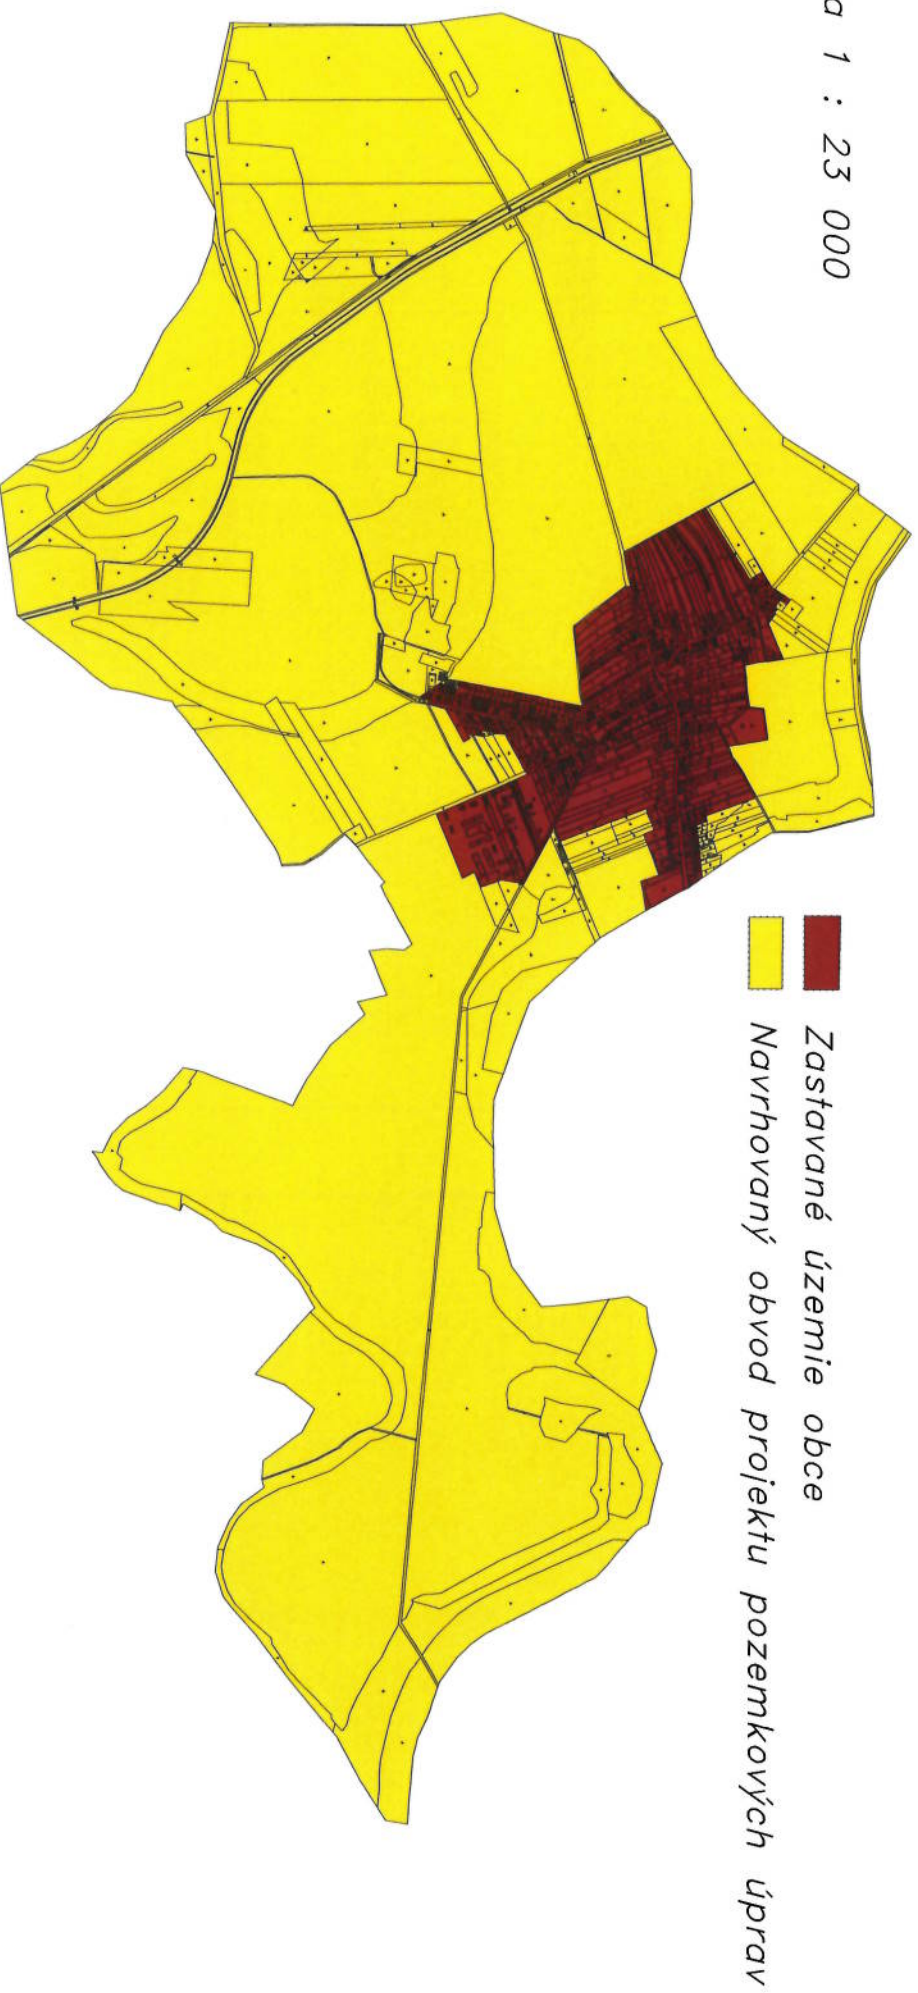 a 1 : 23 000
Zastavané územie obce
Navrhovaný obvod projektu pozemkových úprav